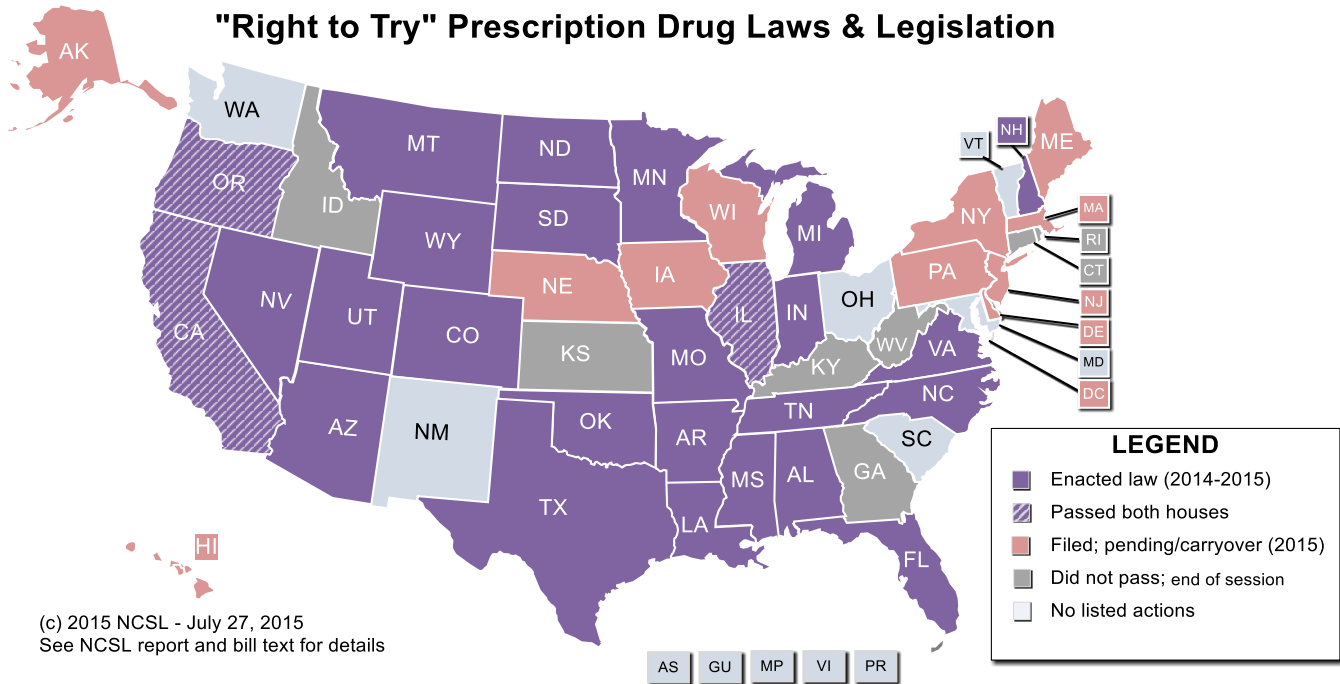 "Right to Try" Prescription Drug Laws & Legislation
AK
WA
MT
ND
MN
VT
NH
ME
OR
ID
SD
WI
MI
NY
MA
RI
CT
WY
NV
UT
CO
NE
IA
PA
NJ
DE
MD
DC
CA
KS
MO
IL
IN
OH
WV
KY
VA
AZ
NM
OK
AR
TN
NC
SC
MS
AL
GA
TX
LA
FL
HI
LEGEND
Enacted law (2014-2015)
Passed both houses
Filed; pending/carryover (2015)
Did not pass; end of session
No listed actions
(c) 2015 NCSL - July 27, 2015
See NCSL report and bill text for details
AS GU MP VI PR